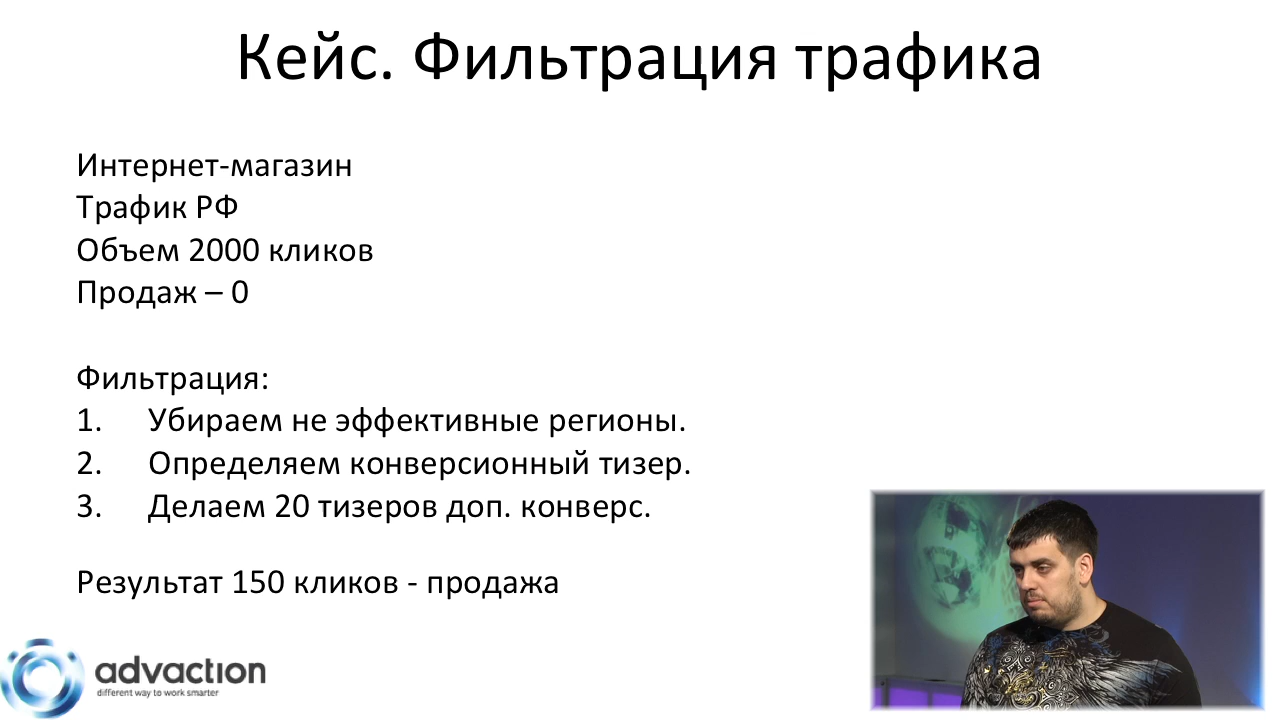 Кейс. Фильтрация трафика
Интернет-магазин
Трафик РФ
Объем 2000 кликов
Продаж – 0
Фильтрация:
1. Убираем не эффективные регионы.
2. Определяем конверсионный тизер.
3. Делаем 20 тизеров доп. конверс.
Результат 150 кликов - продажа
advaction
different way to work smarter